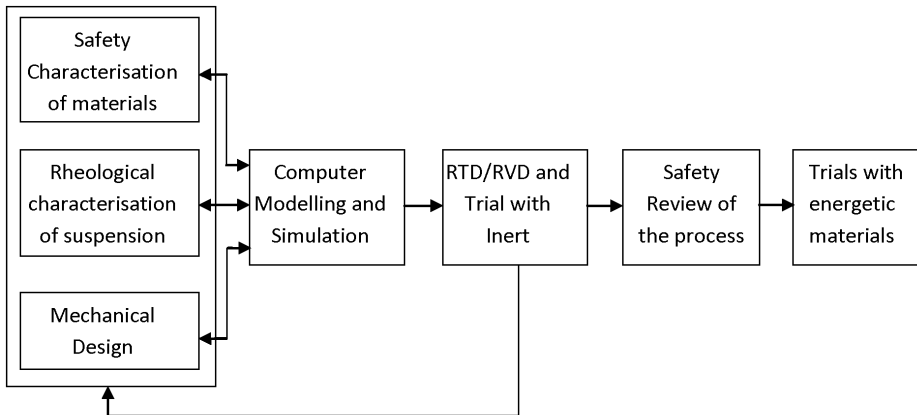 Safety
Characterisation
of materials
Rheological
characterisation
of suspension
Mechanical
Design
Computer
Modelling and
Simulation
RTD/RVD and
Trial with
Inert
Safety
Review of
the process
Trials with
energetic
materials